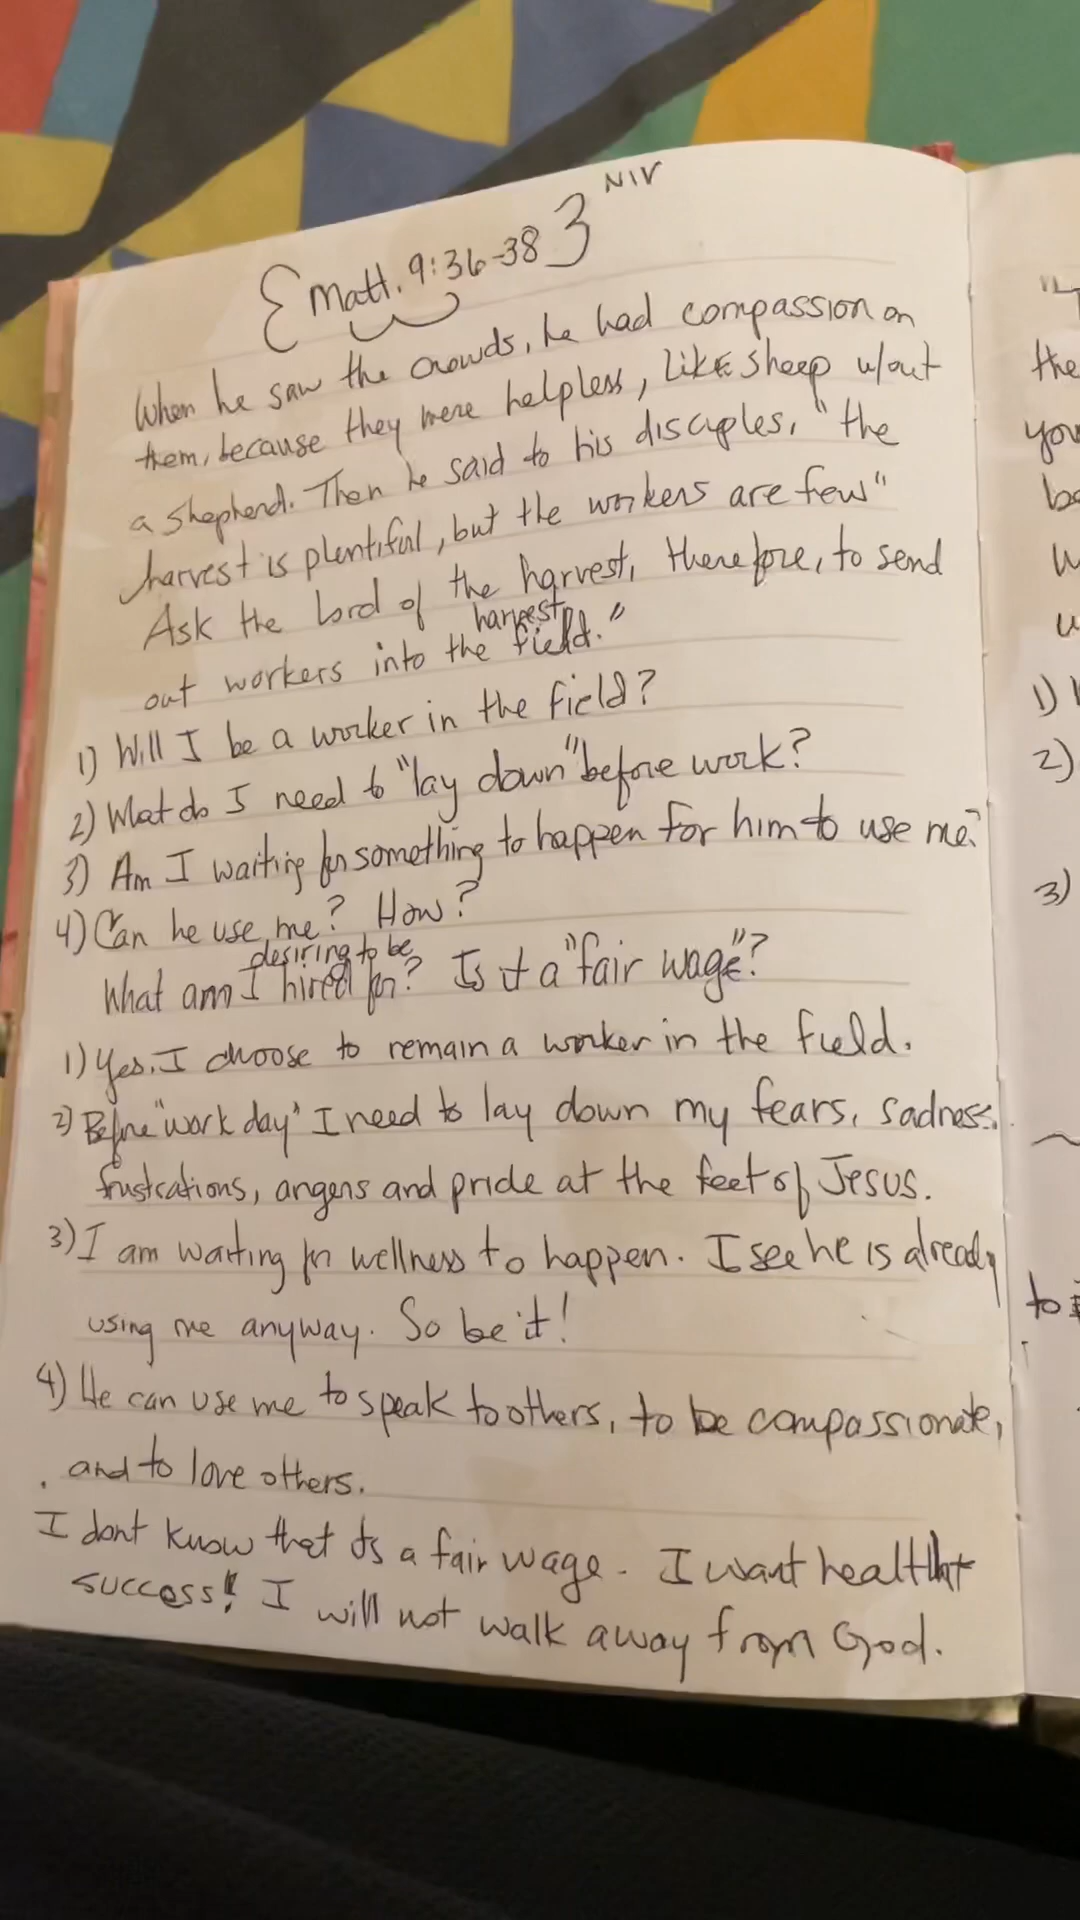 { Matt. 9:36-38 } NIV
When he saw the crowds, he had compassion on
them, because they were helpless, like sheep w/out
a shepherd. Then he said to his disciples, "the
harvest is plentiful, but the workers are few"
Ask the Lord of the harvest, therefore, to send
out workers into the harvest field."
1) Will I be a worker in the field?
2) What do I need to "lay down" before work?
3) Am I waiting for something to happen for him to use me?
4) Can he use me? How?
What am I desiring to be hired for? Is it a "fair wage"?
1) Yes. I choose to remain a worker in the field.
2) Before "work day" I need to lay down my fears, sadness,
frustrations, angers and pride at the feet of Jesus.
3) I am waiting for wellness to happen. I see he is already
using me anyway. So be it!
4) He can use me to speak to others, to be compassionate,
and to love others.
I dont know that its a fair wage. I want health
success! I will not walk away from God.
"I
the
you
be
w
u
1)
2)
3)
to